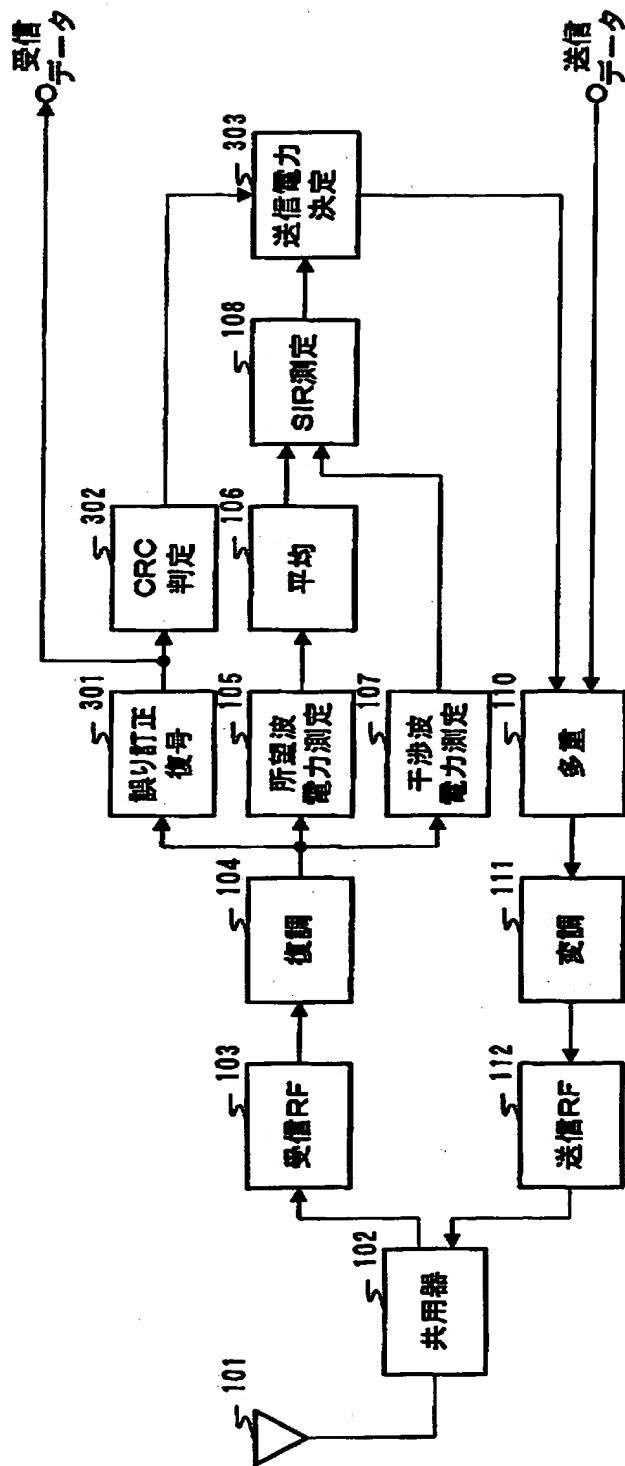 101
102
共用器
103
受信RF
104
復調
301
誤り訂正
復号
302
CRC
判定
受信
データ
105
所望波
電力測定
106
平均
107
干渉波
電力測定
108
SIR測定
303
送信電力
決定
110
多重
111
変調
112
送信RF
送信
データ